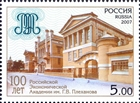 РОССИЯ
RUSSIA
2007
100 лет
Российской
Экономической
Академии им. Г.В. Плеханова
5.00